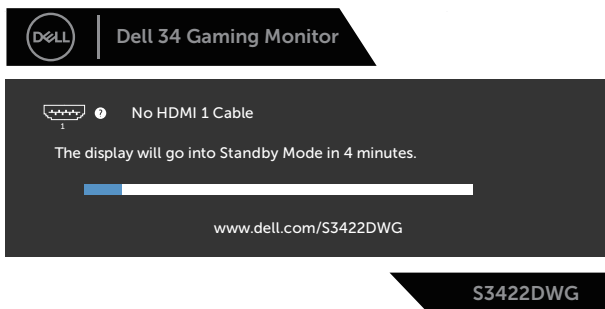 DELL
Dell 34 Gaming Monitor
1
?
No HDMI 1 Cable
The display will go into Standby Mode in 4 minutes.
www.dell.com/S3422DWG
S3422DWG